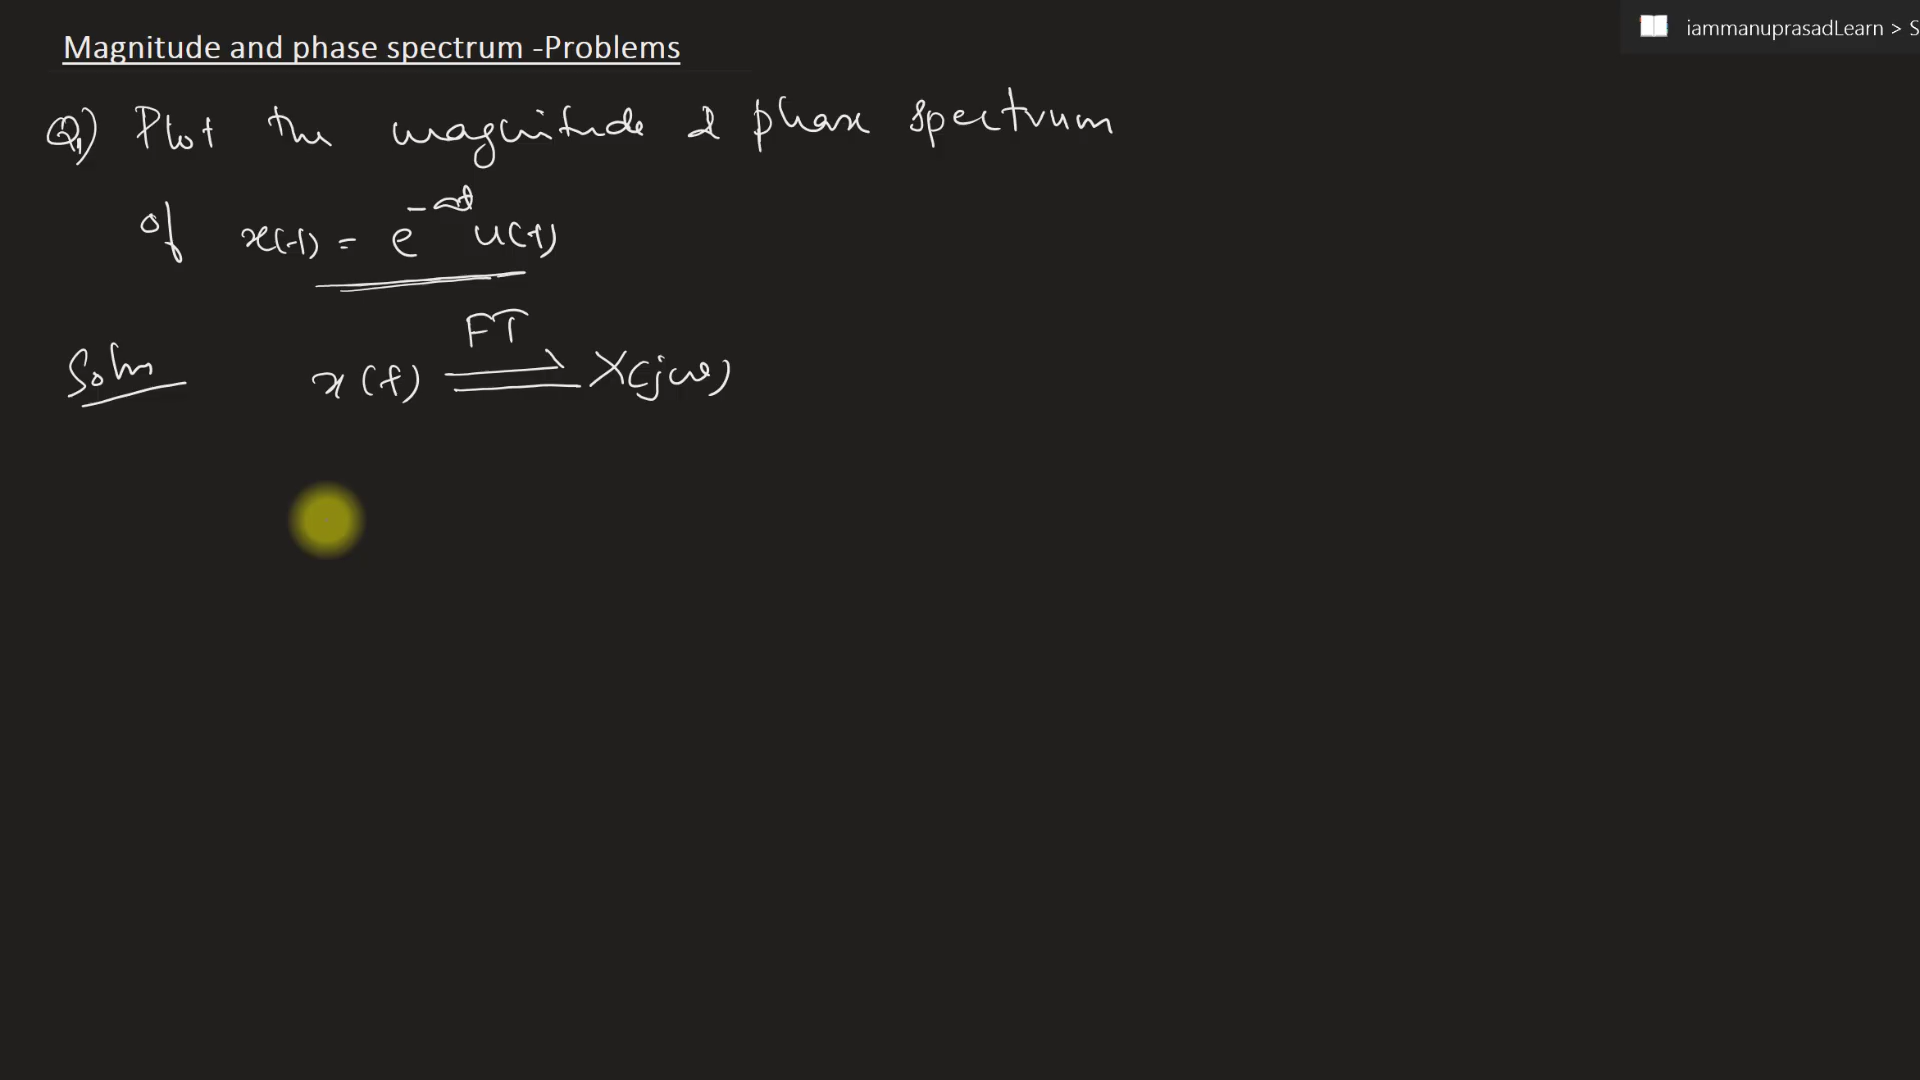 Magnitude and phase spectrum -Problems
iammanuprasadLearn > S
Q1) Plot the magnitude & phase spectrum
of x(t) = e^{-at} u(t)
FT
Soln x(t) ⇌ X(jω)